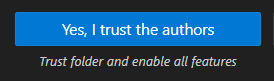 Yes, I trust the authors
Trust folder and enable all features